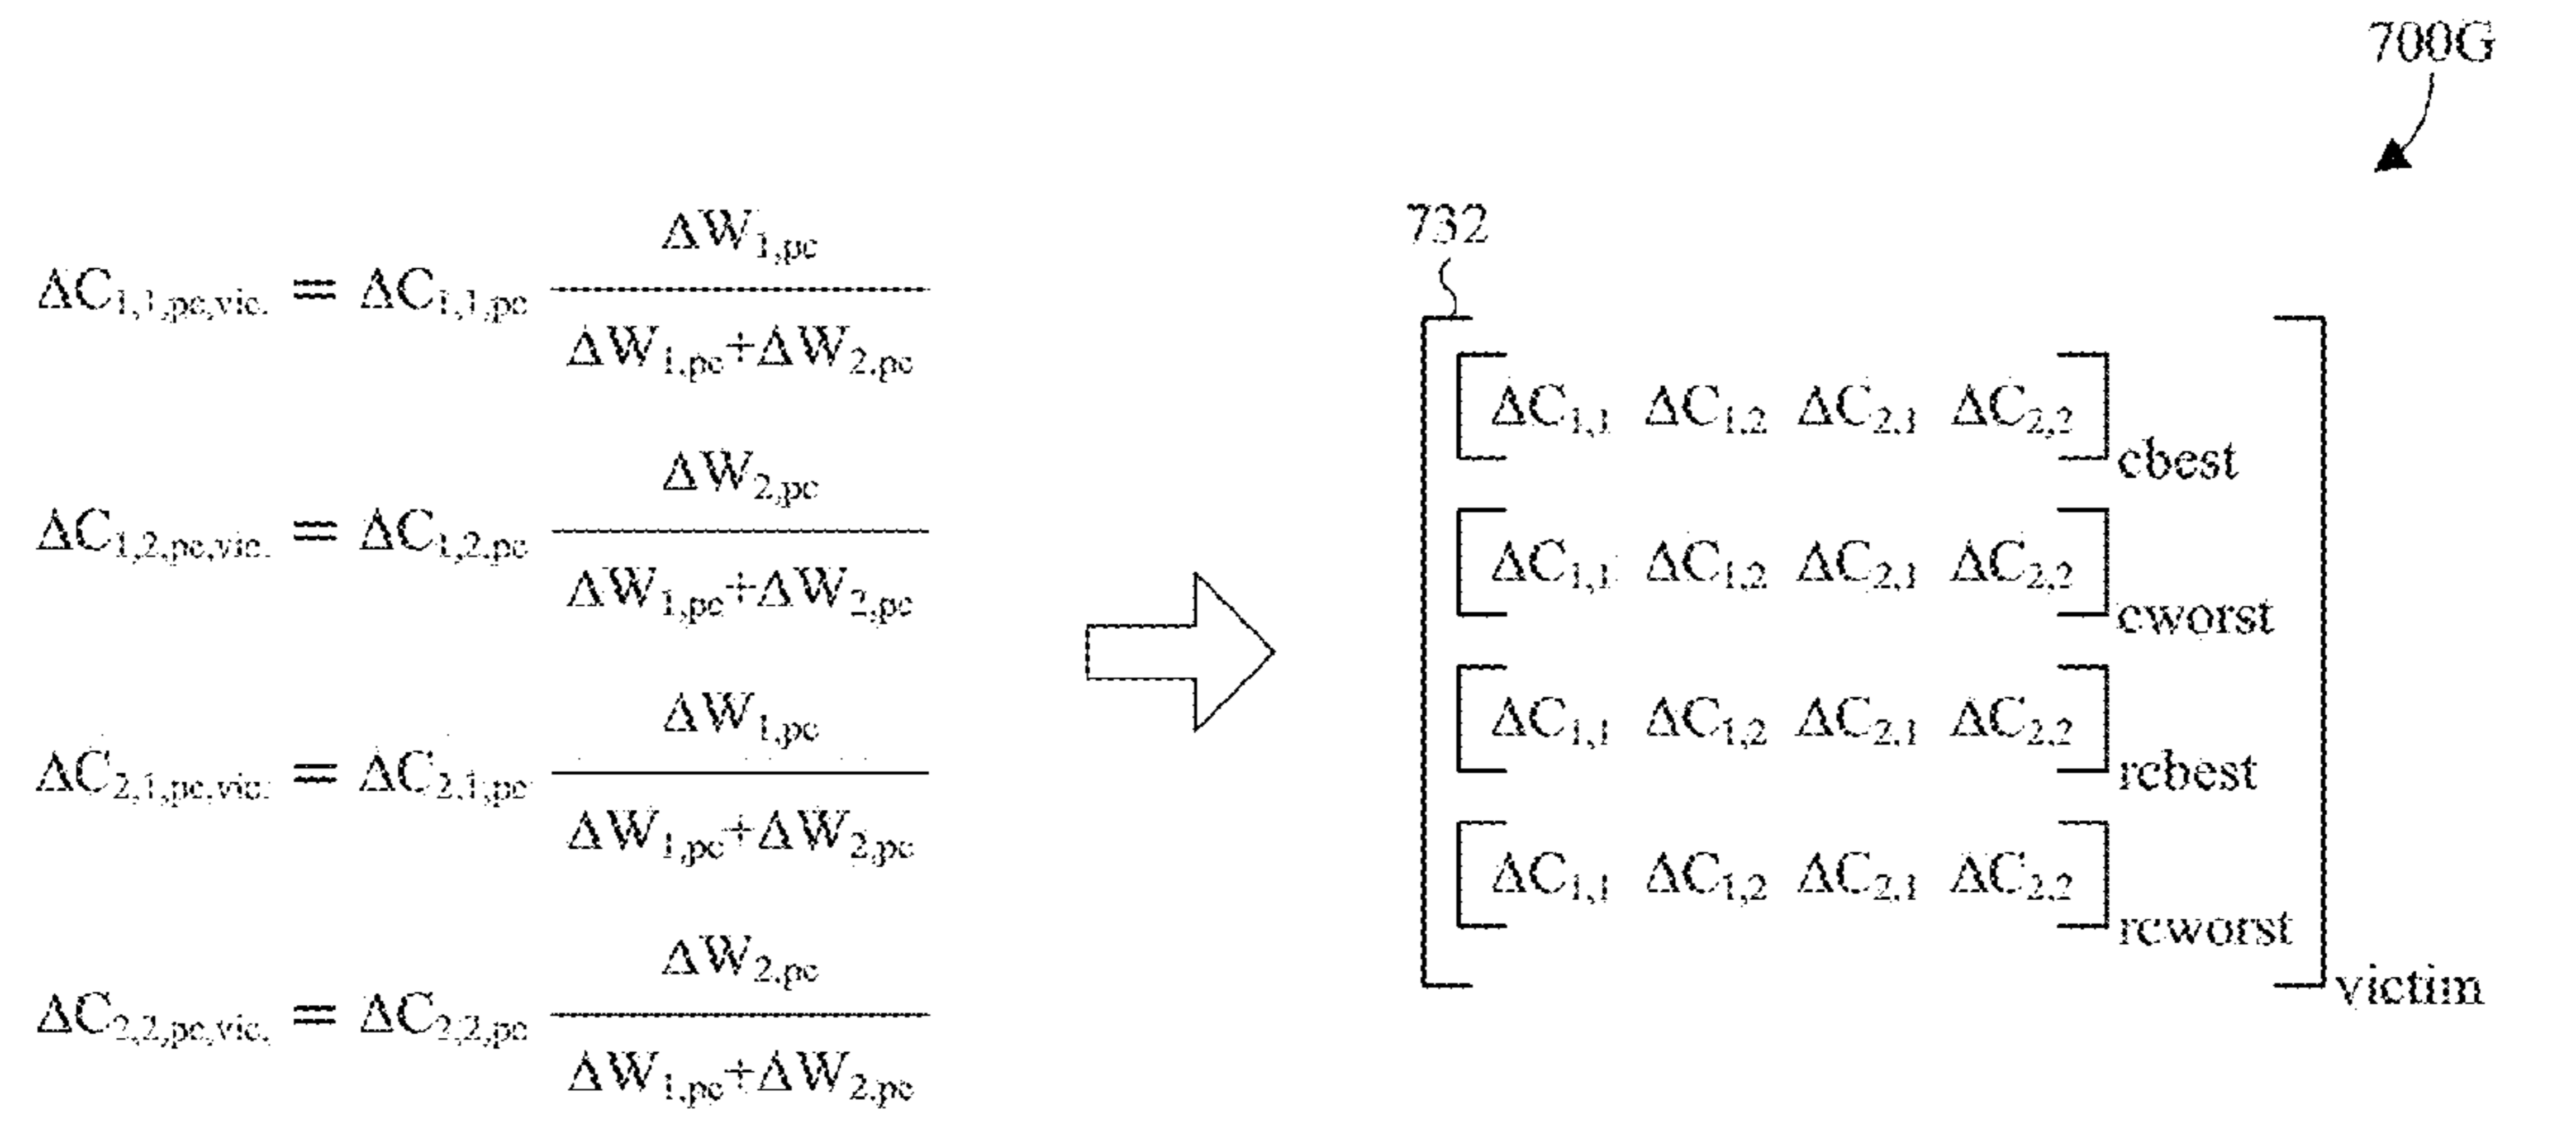 700G
ΔC1,1,pc,vic. = ΔC1,1,pc ΔW1,pc / ΔW1,pc+ΔW2,pc
ΔC1,2,pc,vic. = ΔC1,2,pc ΔW2,pc / ΔW1,pc+ΔW2,pc
ΔC2,1,pc,vic. = ΔC2,1,pc ΔW1,pc / ΔW1,pc+ΔW2,pc
ΔC2,2,pc,vic. = ΔC2,2,pc ΔW2,pc / ΔW1,pc+ΔW2,pc
732
[ΔC1,1 ΔC1,2 ΔC2,1 ΔC2,2] cbest
[ΔC1,1 ΔC1,2 ΔC2,1 ΔC2,2] cworst
[ΔC1,1 ΔC1,2 ΔC2,1 ΔC2,2] rcbest
[ΔC1,1 ΔC1,2 ΔC2,1 ΔC2,2] rcworst
victim